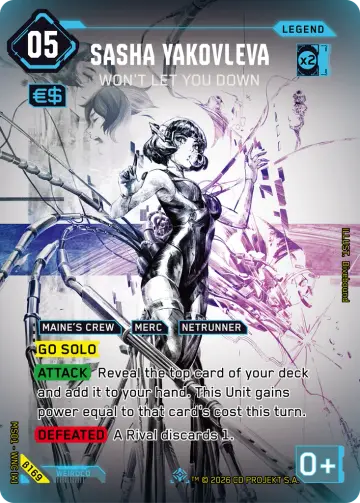 LEGEND
05
SASHA YAKOVLEVA
x2
WON'T LET YOU DOWN
€$
ILLUST.
MAINE'S CREW
MERC
NETRUNNER
GO SOLO
ATTACK Reveal the top card of your deck
and add it to your hand. This Unit gains
power equal to that card's cost this turn.
DEFEATED A Rival discards 1.
0+
β169
™ © 2026 CD PROJEKT S.A.